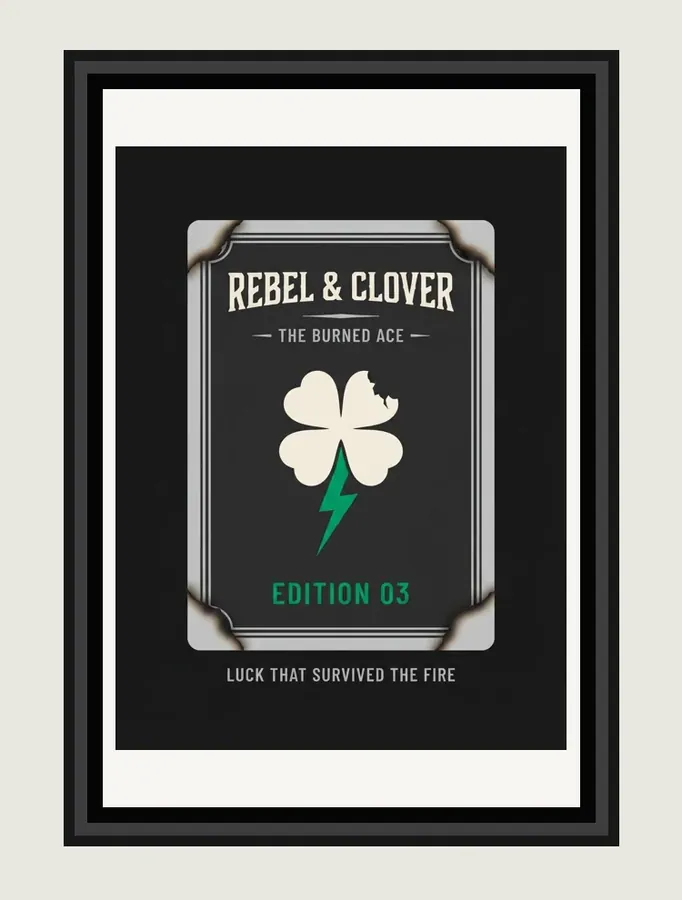 REBEL & CLOVER
THE BURNED ACE
EDITION 03
LUCK THAT SURVIVED THE FIRE